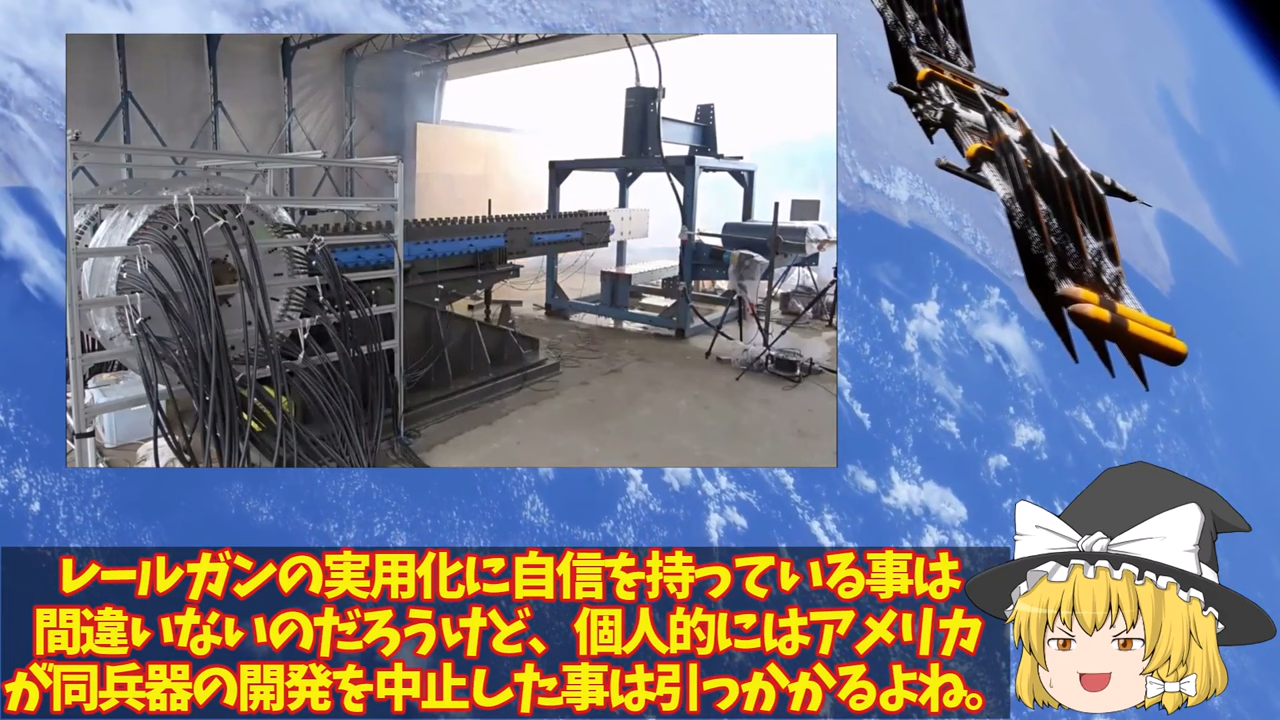 レールガンの実用化に自信を持っている事は
間違いないのだろうけど、個人的にはアメリカ
が同兵器の開発を中止した事は引っかかるよね。